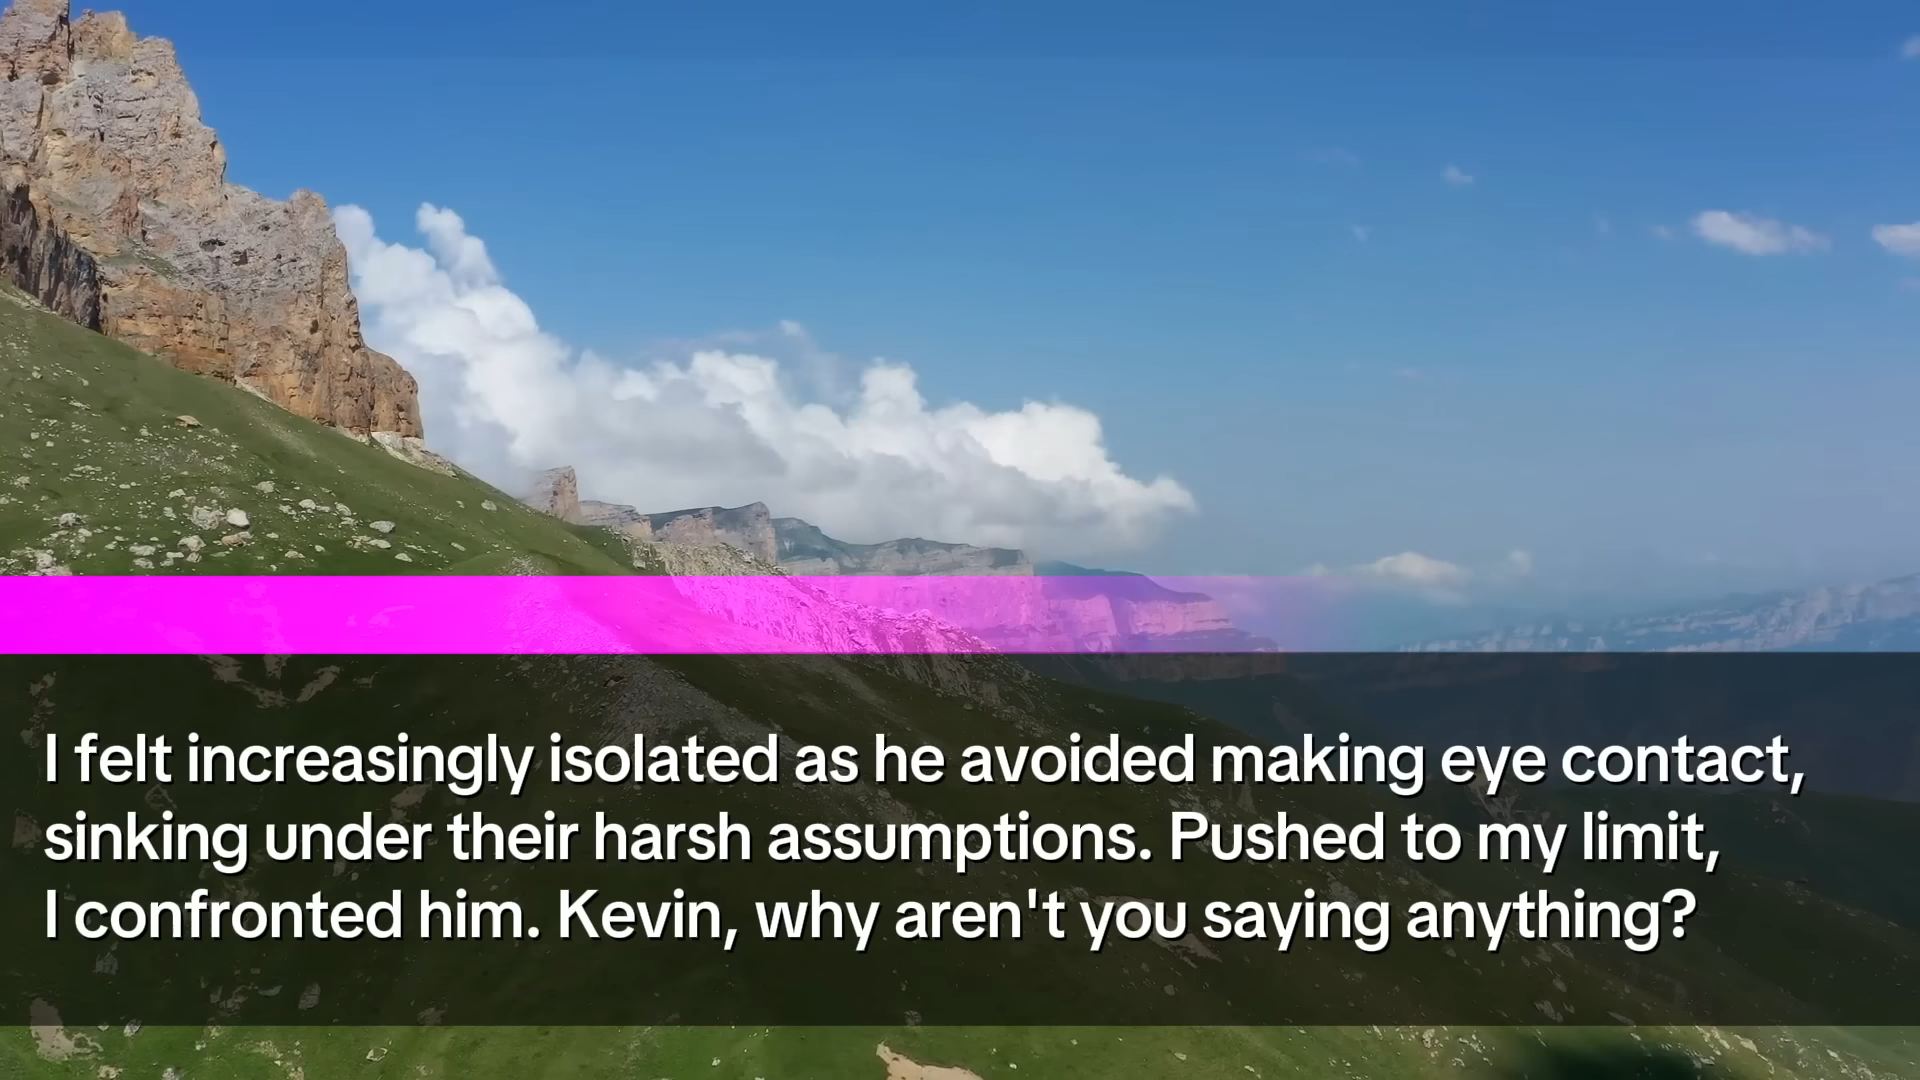 I felt increasingly isolated as he avoided making eye contact,
sinking under their harsh assumptions. Pushed to my limit,
I confronted him. Kevin, why aren't you saying anything?